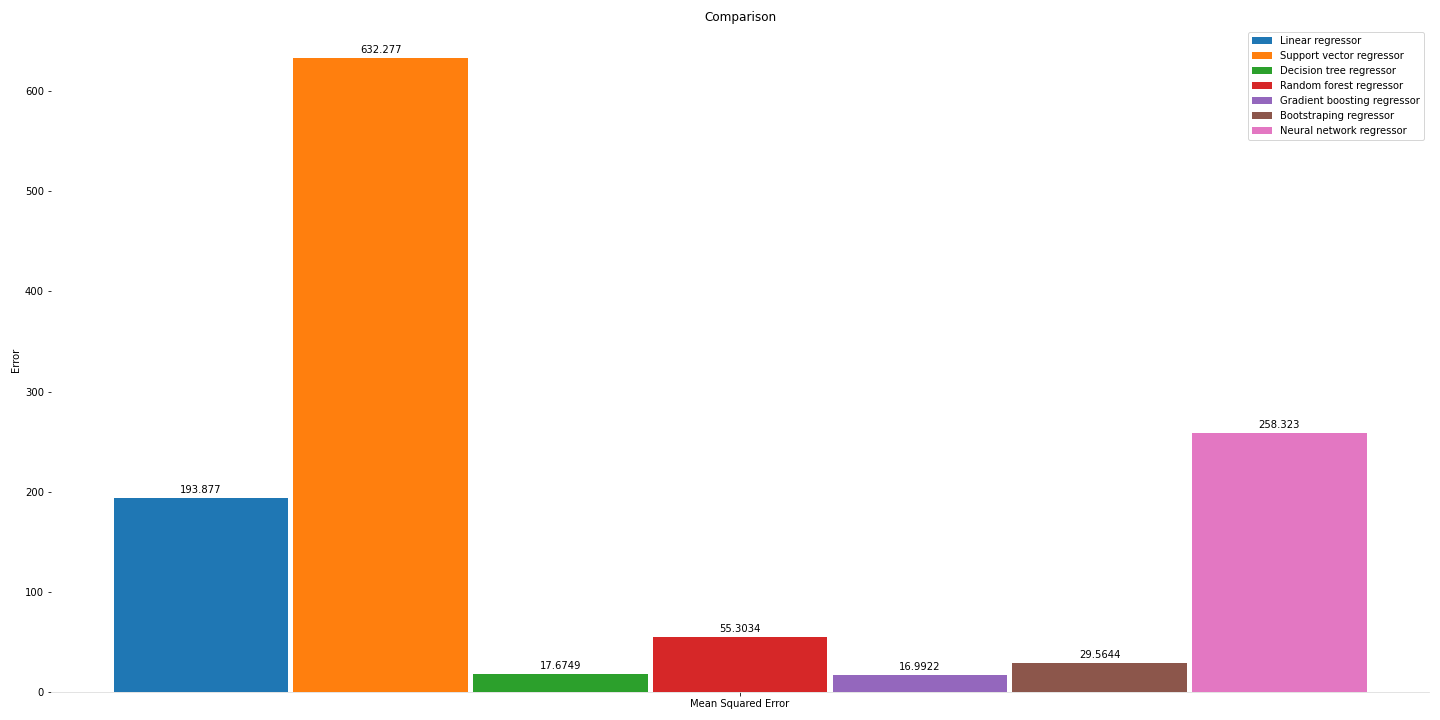 Comparison
632.277
Linear regressor
Support vector regressor
Decision tree regressor
Random forest regressor
Gradient boosting regressor
Bootstraping regressor
Neural network regressor
600
500
400
Error
300
258.323
200
193.877
100
55.3034
29.5644
17.6749
16.9922
0
Mean Squared Error